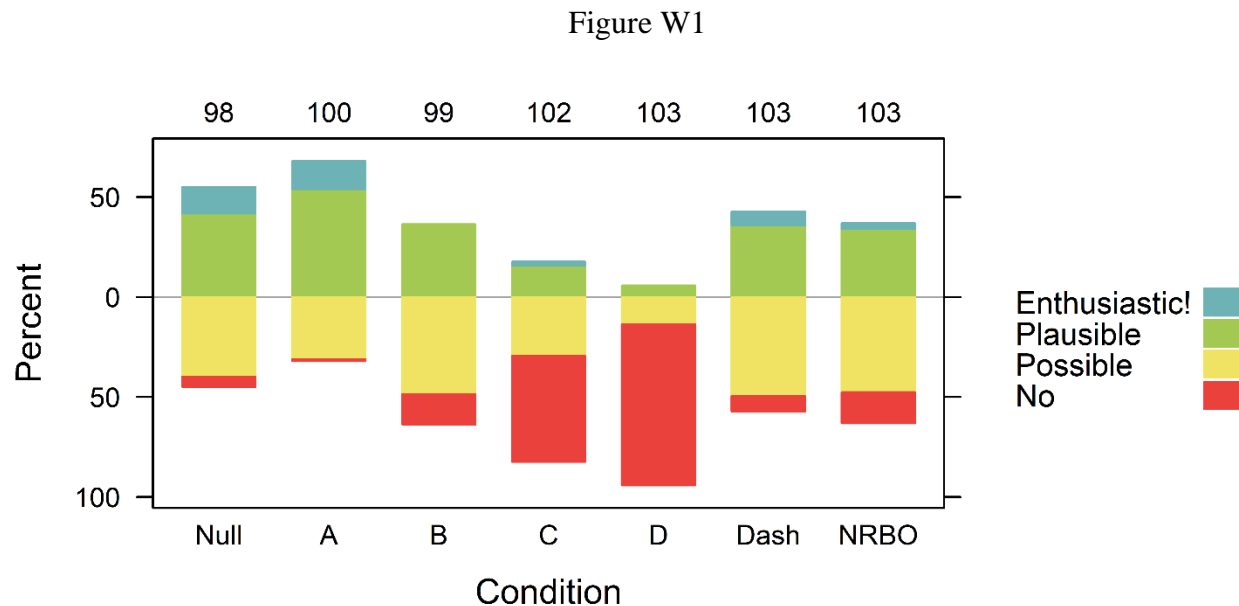 Figure W1
98 100 99 102 103 103 103
Percent
50
0
50
100
Null A B C D Dash NRBO
Condition
Enthusiastic!
Plausible
Possible
No